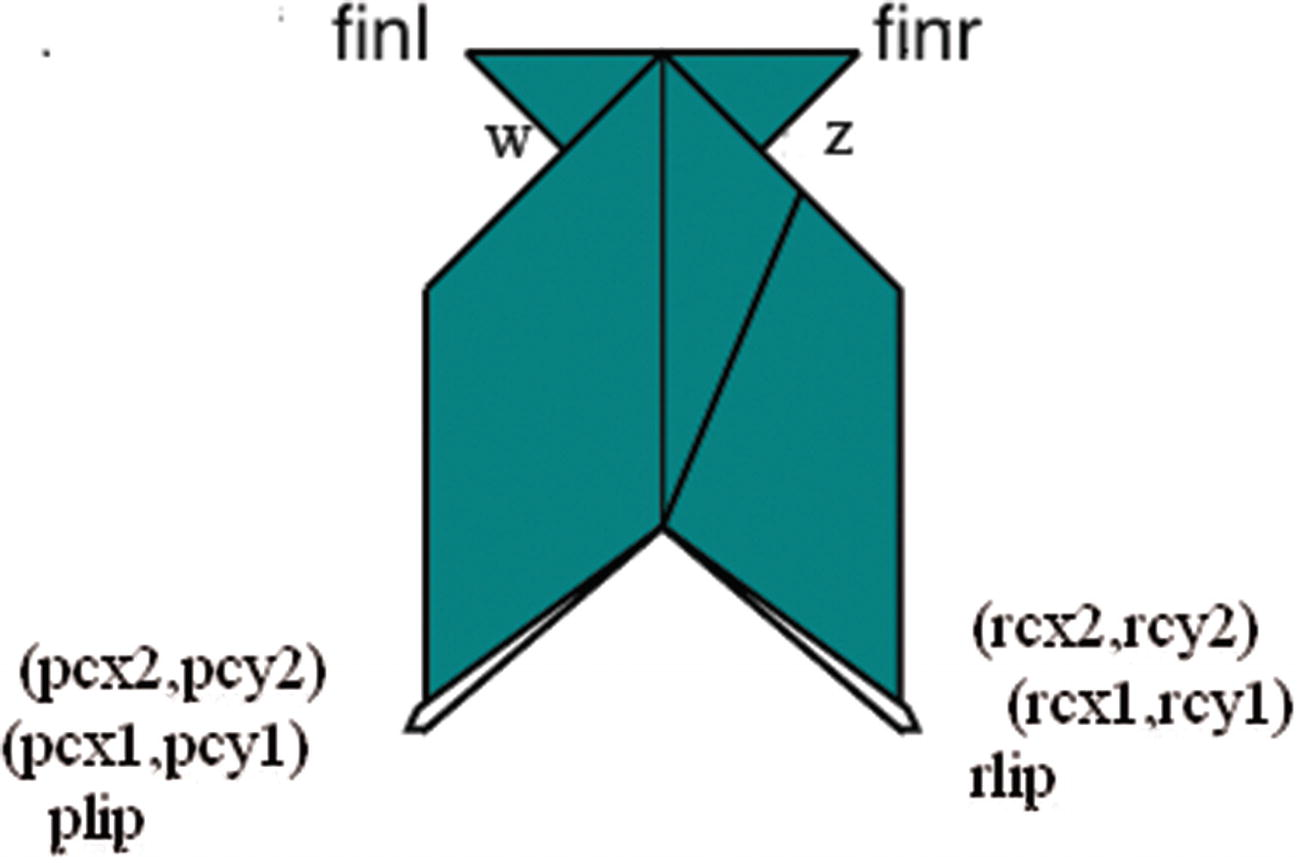 finl
finr
w
z
(pcx2,pcy2)
(pcx1,pcy1)
plip
(rcx2,rcy2)
(rcx1,rcy1)
rlip